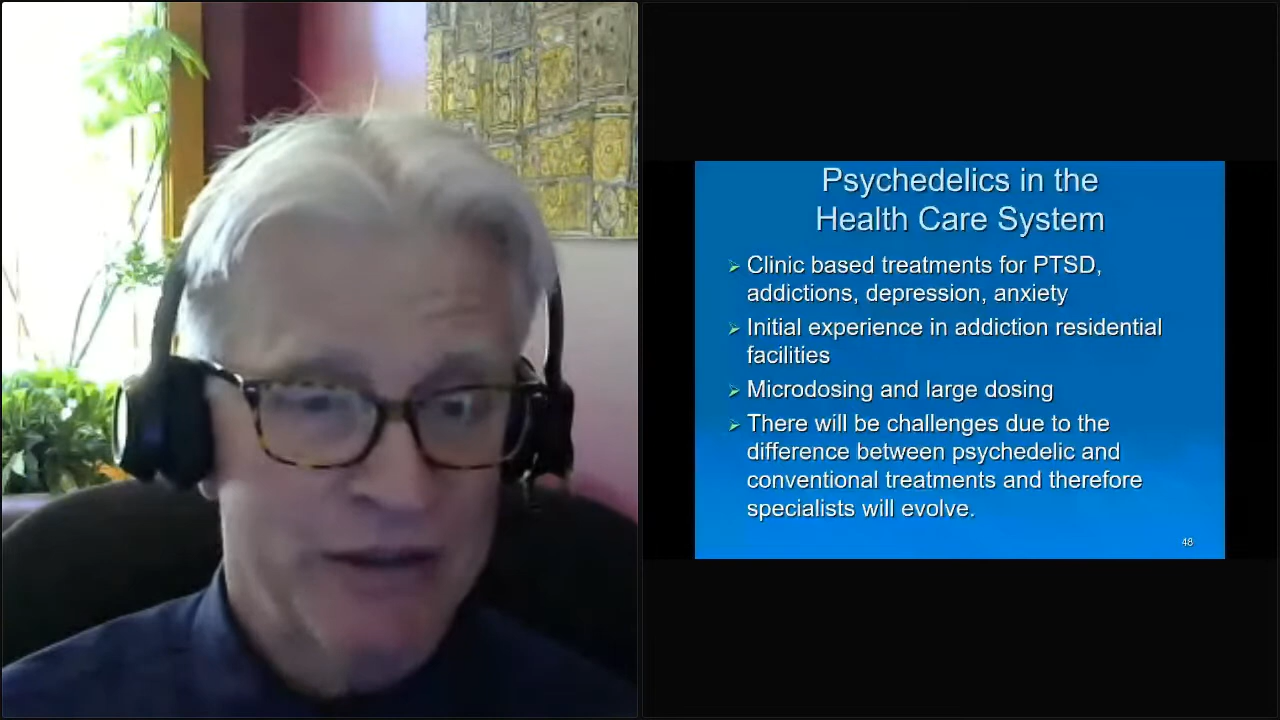 Psychedelics in the
Health Care System
Clinic based treatments for PTSD,
addictions, depression, anxiety
Initial experience in addiction residential
facilities
Microdosing and large dosing
There will be challenges due to the
difference between psychedelic and
conventional treatments and therefore
specialists will evolve.
48